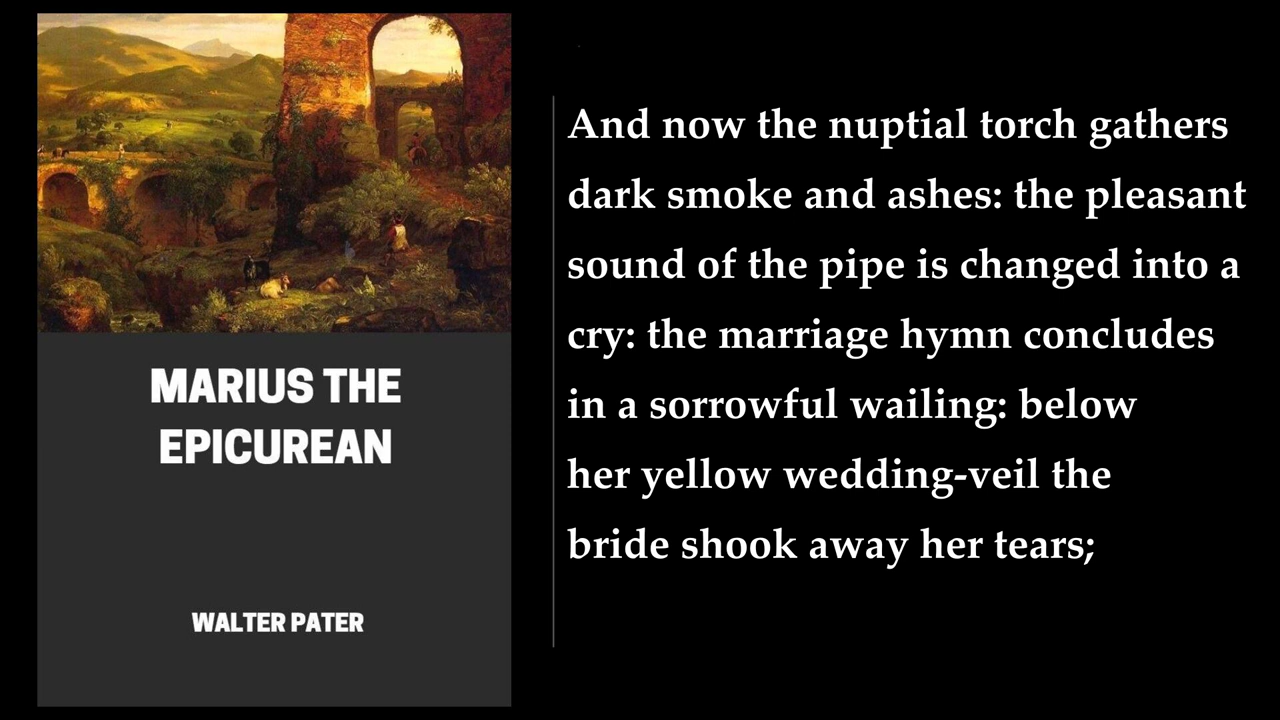 MARIUS THE
EPICUREAN
WALTER PATER
And now the nuptial torch gathers
dark smoke and ashes: the pleasant
sound of the pipe is changed into a
cry: the marriage hymn concludes
in a sorrowful wailing: below
her yellow wedding-veil the
bride shook away her tears;